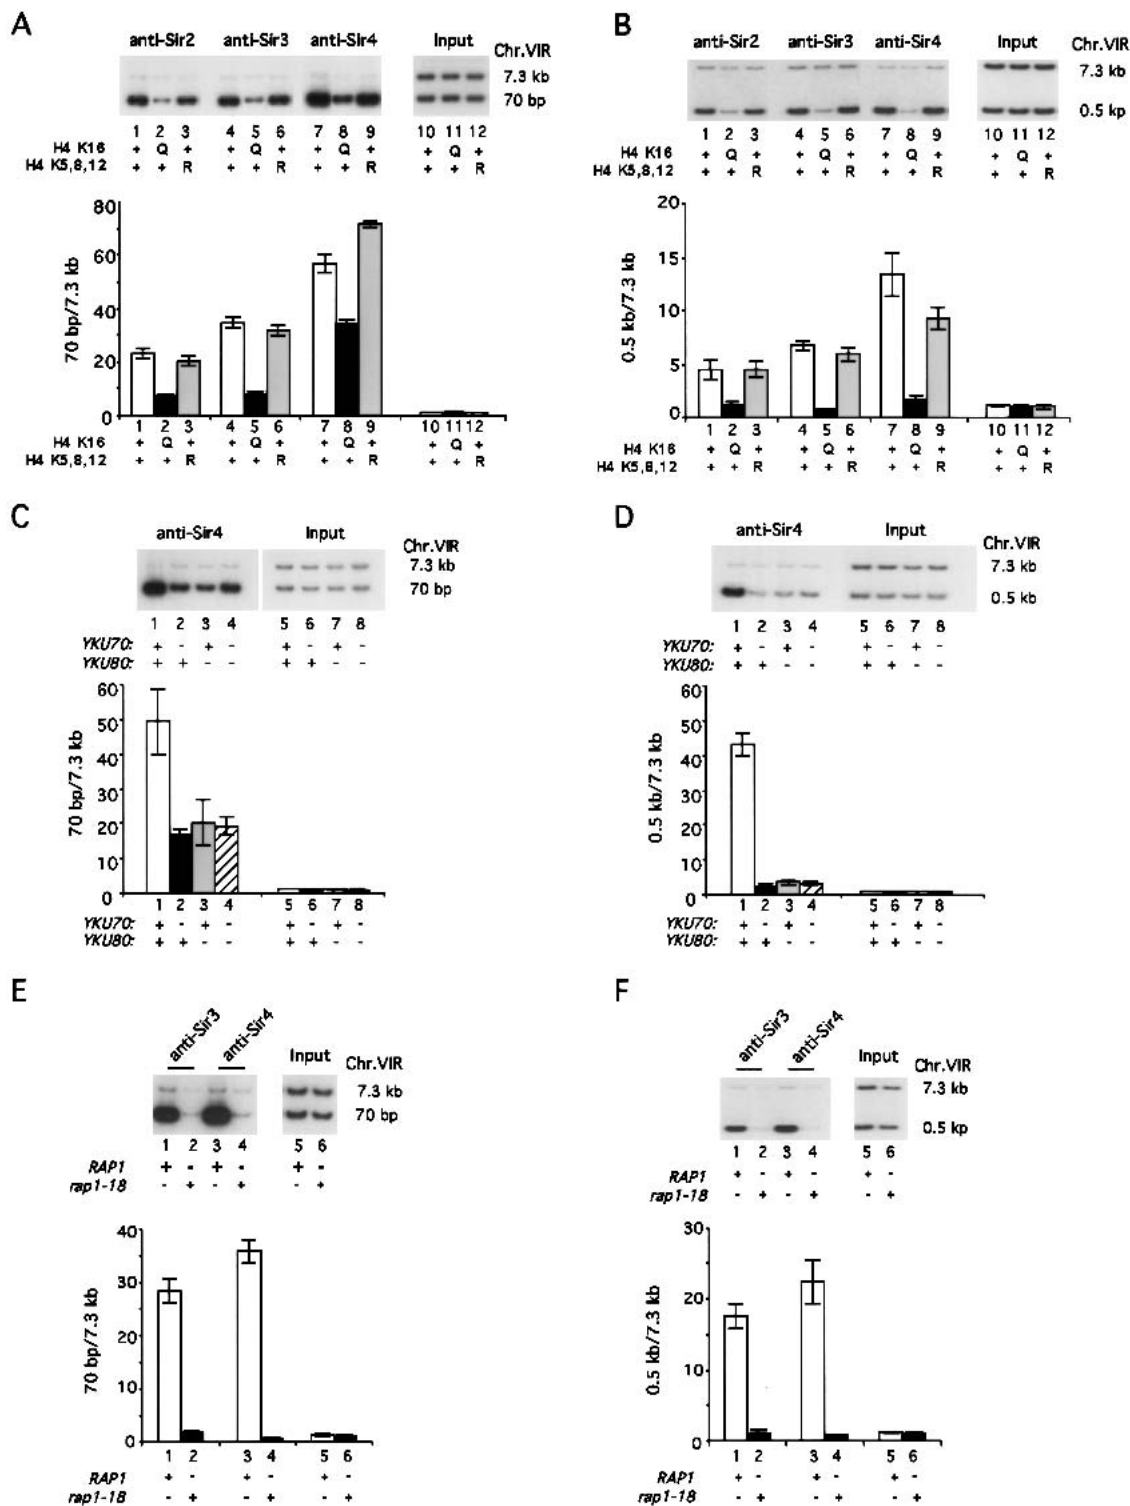 A
anti-Sir2 anti-Sir3 anti-Sir4 Input
Chr.VIR
7.3 kb
70 bp
1 2 3 4 5 6 7 8 9 10 11 12
H4 K16 + Q + + Q + + Q + + Q +
H4 K5,8,12 + + R + + R + + R + + R
80
60
40
20
0
70 bp/7.3 kb
1 2 3 4 5 6 7 8 9 10 11 12
H4 K16 + Q + + Q + + Q + + Q +
H4 K5,8,12 + + R + + R + + R + + R
B
anti-Sir2 anti-Sir3 anti-Sir4 Input
Chr.VIR
7.3 kb
0.5 kp
1 2 3 4 5 6 7 8 9 10 11 12
H4 K16 + Q + + Q + + Q + + Q +
H4 K5,8,12 + + R + + R + + R + + R
20
15
10
5
0
0.5 kb/7.3 kb
1 2 3 4 5 6 7 8 9 10 11 12
H4 K16 + Q + + Q + + Q + + Q +
H4 K5,8,12 + + R + + R + + R + + R
C
anti-Sir4 Input
Chr.VIR
7.3 kb
70 bp
1 2 3 4 5 6 7 8
YKU70: + - + - + - + -
YKU80: + + - - + + - -
60
50
40
30
20
10
0
70 bp/7.3 kb
1 2 3 4 5 6 7 8
YKU70: + - + - + - + -
YKU80: + + - - + + - -
D
anti-Sir4 Input
Chr.VIR
7.3 kb
0.5 kb
1 2 3 4 5 6 7 8
YKU70: + - + - + - + -
YKU80: + + - - + + - -
60
50
40
30
20
10
0
0.5 kb/7.3 kb
1 2 3 4 5 6 7 8
YKU70: + - + - + - + -
YKU80: + + - - + + - -
E
anti-Sir3 anti-Sir4 Input
Chr.VIR
7.3 kb
70 bp
1 2 3 4 5 6
RAP1 + - + - + -
rap1-18 - + - + - +
40
30
20
10
0
70 bp/7.3 kb
1 2 3 4 5 6
RAP1 + - + - + -
rap1-18 - + - + - +
F
anti-Sir3 anti-Sir4 Input
Chr.VIR
7.3 kb
0.5 kp
1 2 3 4 5 6
RAP1 + - + - + -
rap1-18 - + - + - +
30
20
10
0
0.5 kb/7.3 kb
1 2 3 4 5 6
RAP1 + - + - + -
rap1-18 - + - + - +